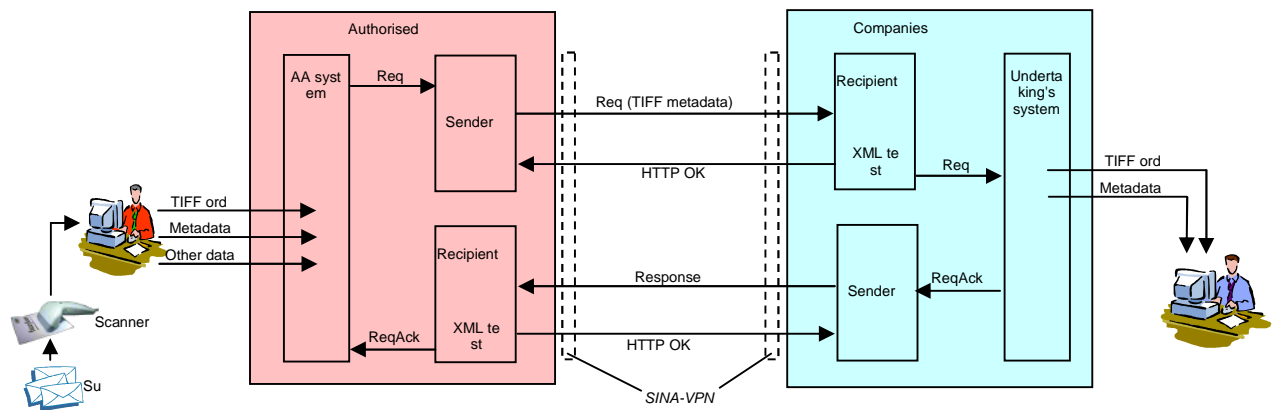 Authorised
Companies
AA syst
em
Req
Sender
Req (TIFF metadata)
Recipient
XML te
st
Underta
king's
system
HTTP OK
Req
TIFF ord
Metadata
TIFF ord
Metadata
Other data
Recipient
XML te
st
Response
Sender
ReqAck
ReqAck
HTTP OK
Scanner
Su
SINA-VPN